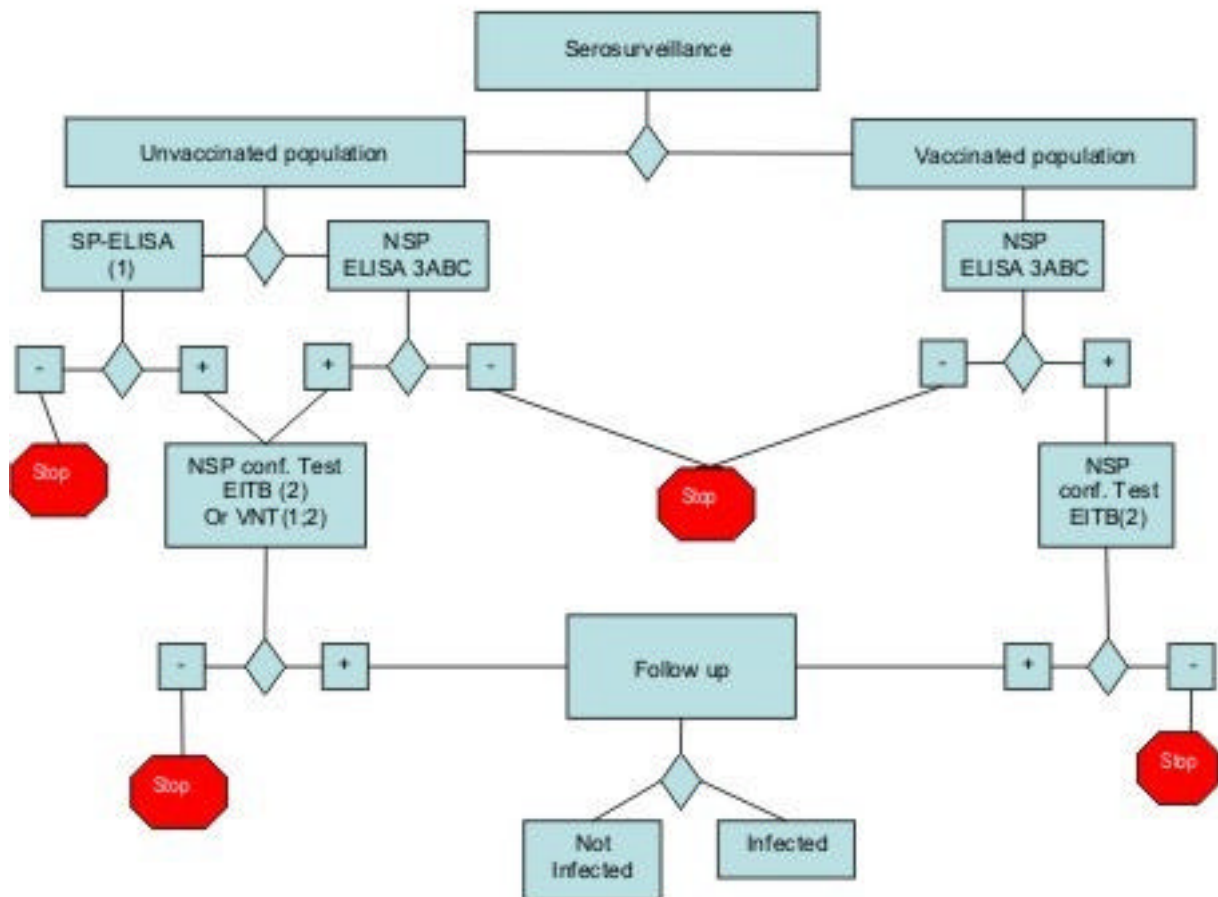 Serosurveillance
Unvaccinated population
Vaccinated population
SP-ELISA
(1)
NSP
ELISA 3ABC
NSP
ELISA 3ABC
-
+
+
-
-
+
Stop
NSP conf. Test
EITB (2)
Or VNT(1;2)
Stop
NSP
conf. Test
EITB(2)
-
+
Follow up
+
-
Stop
Stop
Not
Infected
Infected